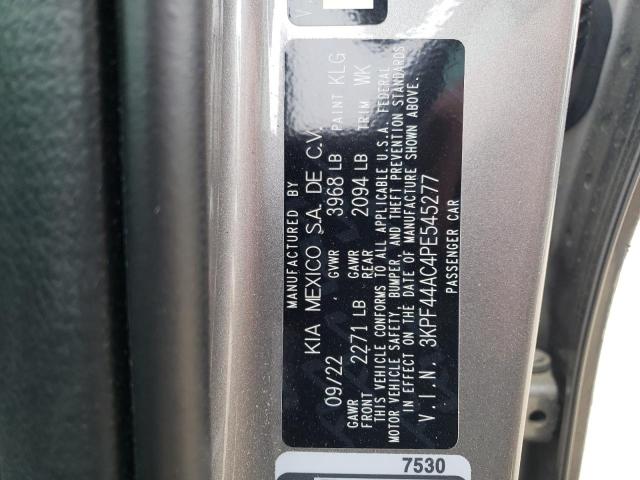 MANUFACTURED BY
KIA MEXICO S.A. DE C.V.
09/22 GVWR 3968 LB PAINT KLG
GAWR FRONT 2271 LB GAWR REAR 2094 LB TRIM WK
THIS VEHICLE CONFORMS TO ALL APPLICABLE U.S.A. FEDERAL
MOTOR VEHICLE SAFETY, BUMPER, AND THEFT PREVENTION STANDARDS
IN EFFECT ON THE DATE OF MANUFACTURE SHOWN ABOVE.
V.I.N. 3KPF44AC4PE545277
PASSENGER CAR
7530